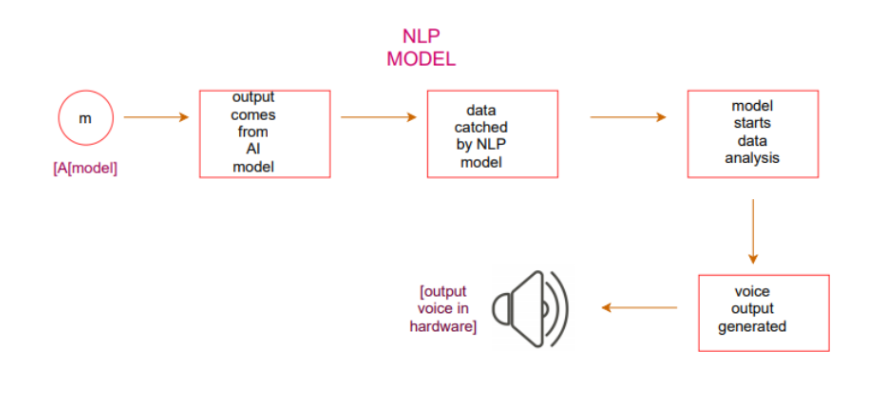 NLP
MODEL
m
[A[model]
output
comes
from
AI
model
data
catched
by NLP
model
model
starts
data
analysis
voice
output
generated
[output
voice in
hardware]